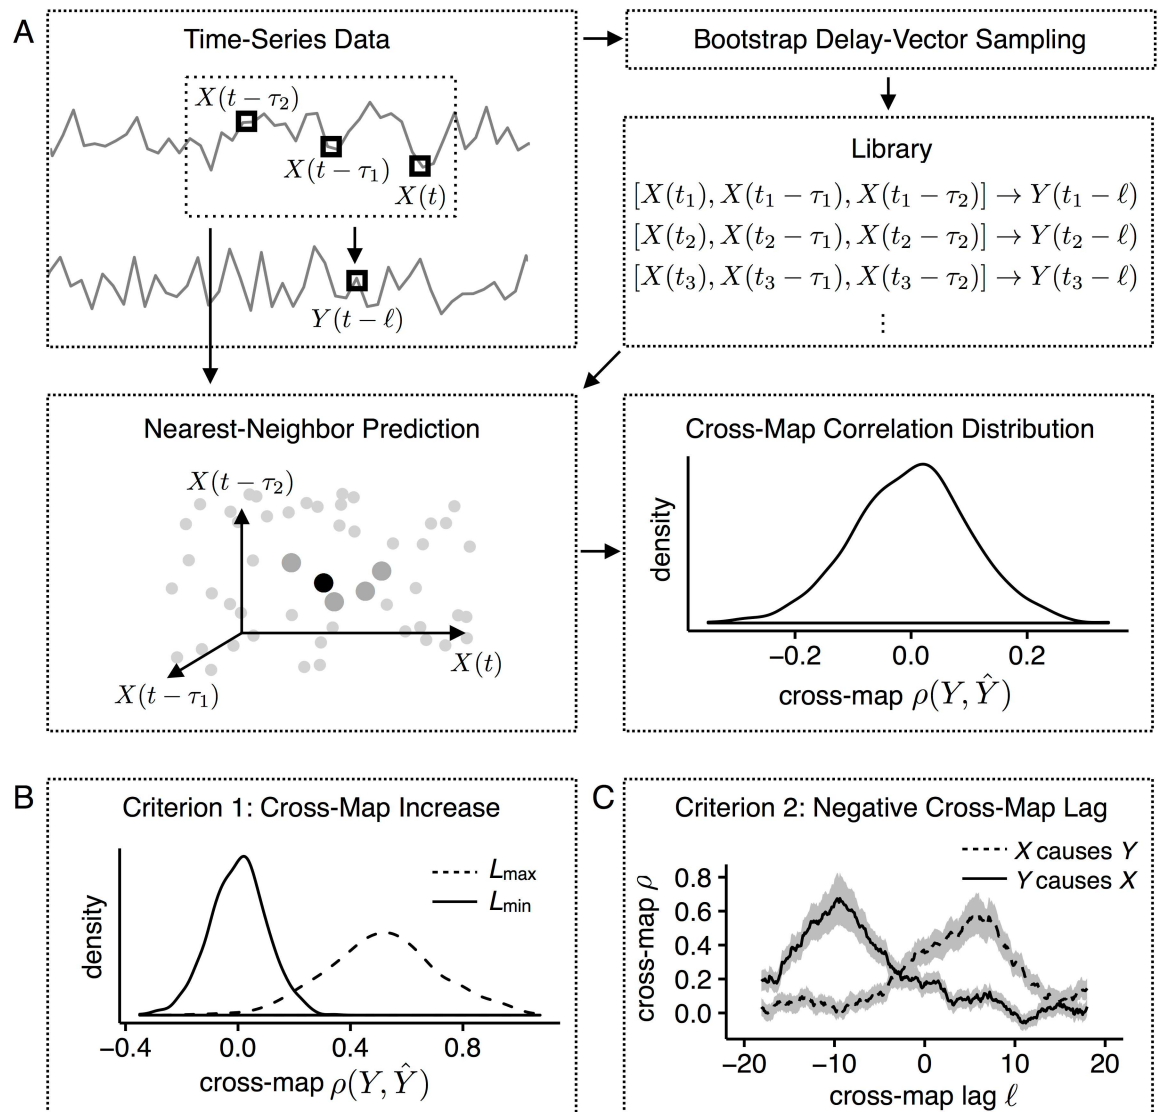 A
Time-Series Data
X(t − τ₂)
X(t − τ₁)
X(t)
Y(t − ℓ)
Bootstrap Delay-Vector Sampling
Library
[X(t₁), X(t₁ − τ₁), X(t₁ − τ₂)] → Y(t₁ − ℓ)
[X(t₂), X(t₂ − τ₁), X(t₂ − τ₂)] → Y(t₂ − ℓ)
[X(t₃), X(t₃ − τ₁), X(t₃ − τ₂)] → Y(t₃ − ℓ)
⋮
Nearest-Neighbor Prediction
X(t − τ₂)
X(t)
X(t − τ₁)
Cross-Map Correlation Distribution
density
−0.2 0.0 0.2
cross-map ρ(Y, Ŷ)
B
Criterion 1: Cross-Map Increase
Lmax
Lmin
density
−0.4 0.0 0.4 0.8
cross-map ρ(Y, Ŷ)
C
Criterion 2: Negative Cross-Map Lag
X causes Y
Y causes X
cross-map ρ
0.8
0.6
0.4
0.2
0.0
−20 −10 0 10 20
cross-map lag ℓ